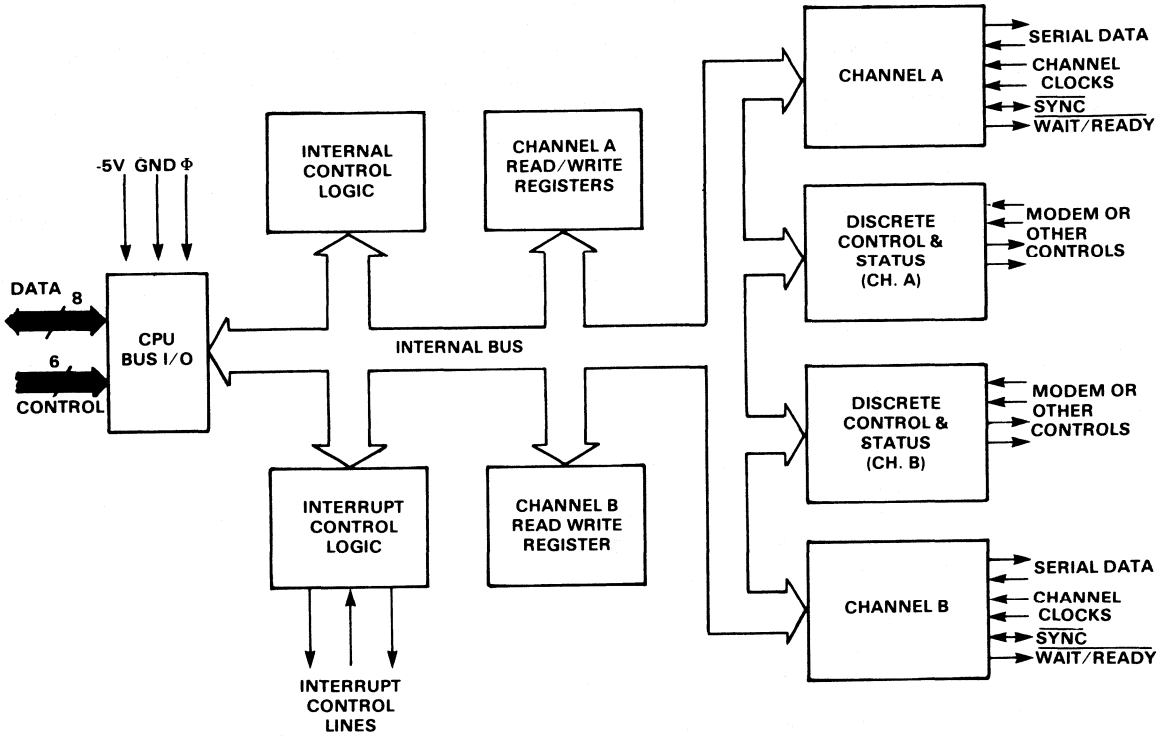 -5V GND Φ
DATA
8
6
CONTROL
CPU
BUS I/O
INTERNAL
CONTROL
LOGIC
CHANNEL A
READ/WRITE
REGISTERS
INTERNAL BUS
INTERRUPT
CONTROL
LOGIC
INTERRUPT
CONTROL
LINES
CHANNEL B
READ WRITE
REGISTER
CHANNEL A
SERIAL DATA
CHANNEL
CLOCKS
SYNC
WAIT/READY
DISCRETE
CONTROL &
STATUS
(CH. A)
MODEM OR
OTHER
CONTROLS
DISCRETE
CONTROL &
STATUS
(CH. B)
MODEM OR
OTHER
CONTROLS
CHANNEL B
SERIAL DATA
CHANNEL
CLOCKS
SYNC
WAIT/READY